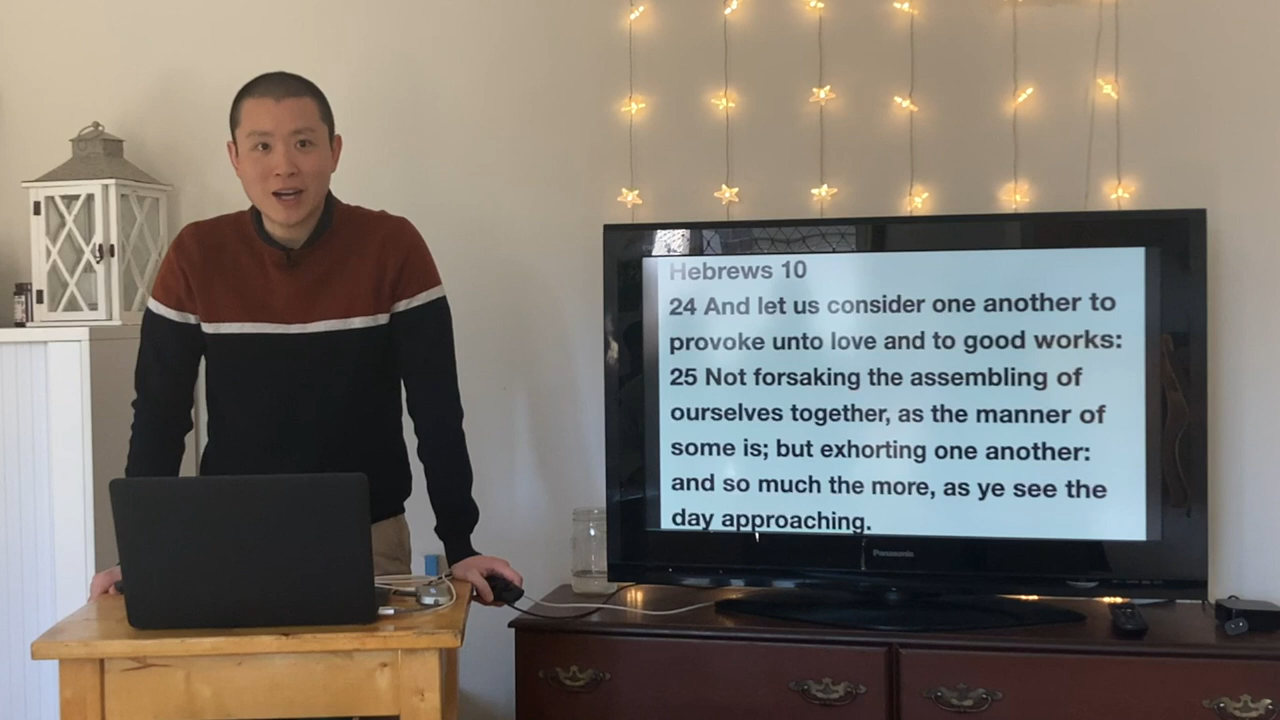 Hebrews 10
24 And let us consider one another to
provoke unto love and to good works:
25 Not forsaking the assembling of
ourselves together, as the manner of
some is; but exhorting one another:
and so much the more, as ye see the
day approaching.
Panasonic